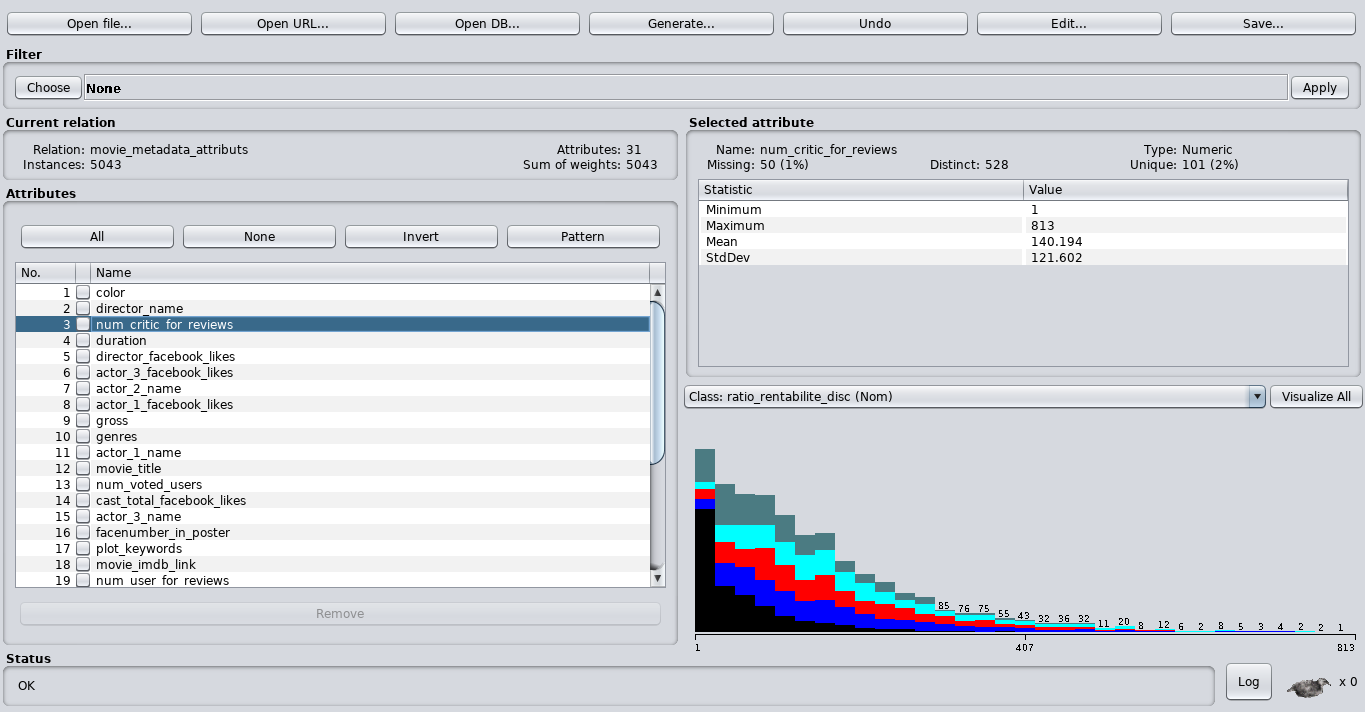 Open file... Open URL... Open DB... Generate... Undo Edit... Save...
Filter
Choose None Apply
Current relation
Relation: movie_metadata_attributs Attributes: 31
Instances: 5043 Sum of weights: 5043
Attributes
All None Invert Pattern
No. Name
1 color
2 director_name
3 num_critic_for_reviews
4 duration
5 director_facebook_likes
6 actor_3_facebook_likes
7 actor_2_name
8 actor_1_facebook_likes
9 gross
10 genres
11 actor_1_name
12 movie_title
13 num_voted_users
14 cast_total_facebook_likes
15 actor_3_name
16 facenumber_in_poster
17 plot_keywords
18 movie_imdb_link
19 num_user_for_reviews
Remove
Selected attribute
Name: num_critic_for_reviews Type: Numeric
Missing: 50 (1%) Distinct: 528 Unique: 101 (2%)
Statistic Value
Minimum 1
Maximum 813
Mean 140.194
StdDev 121.602
Class: ratio_rentabilite_disc (Nom) Visualize All
85 76 75 55 43 32 36 32 11 20 8 12 6 2 8 5 3 4 2 2 1
1 407 813
Status
OK Log x 0